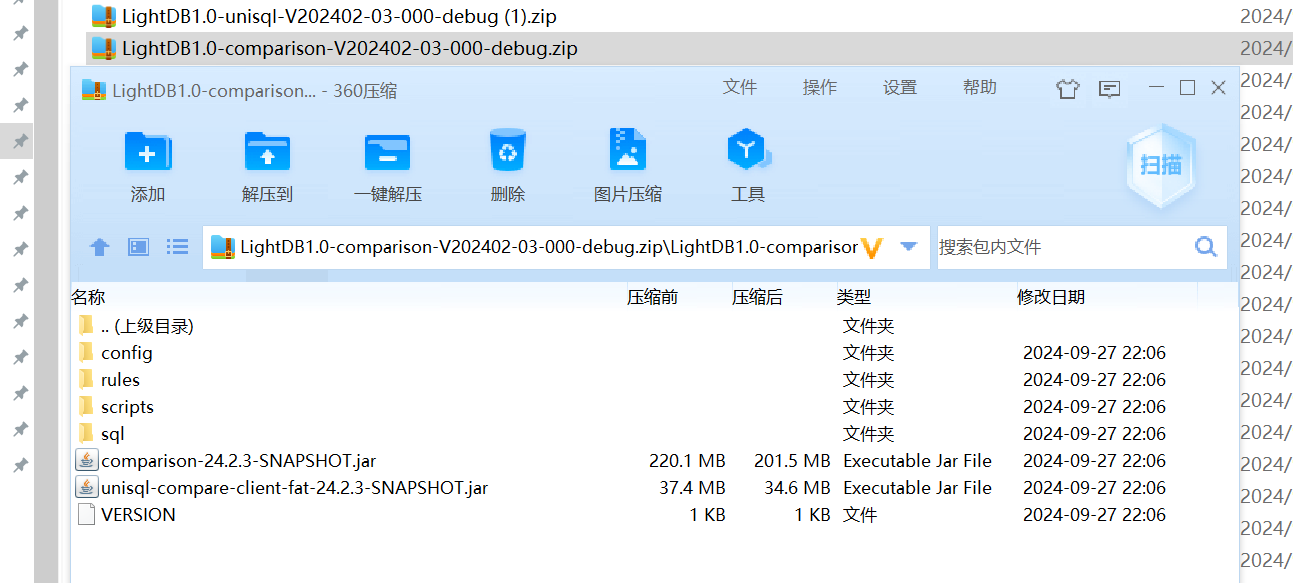 LightDB1.0-unisql-V202402-03-000-debug (1).zip 2024/
LightDB1.0-comparison-V202402-03-000-debug.zip 2024/
LightDB1.0-comparison... - 360压缩 文件 操作 设置 帮助 2024/
2024/
添加 解压到 一键解压 删除 图片压缩 工具 扫描 2024/
2024/
2024/
LightDB1.0-comparison-V202402-03-000-debug.zip\LightDB1.0-comparisor 搜索包内文件 2024/
2024/
名称 压缩前 压缩后 类型 修改日期 2024/
.. (上级目录) 文件夹 2024/
config 文件夹 2024-09-27 22:06 2024/
rules 文件夹 2024-09-27 22:06 2024/
scripts 文件夹 2024-09-27 22:06 2024/
sql 文件夹 2024-09-27 22:06 2024/
comparison-24.2.3-SNAPSHOT.jar 220.1 MB 201.5 MB Executable Jar File 2024-09-27 22:06 2024/
unisql-compare-client-fat-24.2.3-SNAPSHOT.jar 37.4 MB 34.6 MB Executable Jar File 2024-09-27 22:06 2024/
VERSION 1 KB 1 KB 文件 2024-09-27 22:06 2024/
2024/